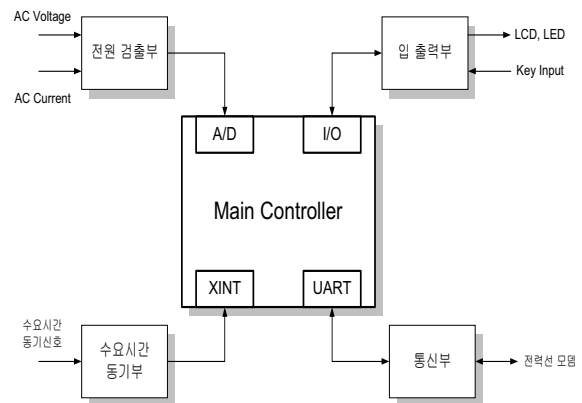 AC Voltage
전원 검출부
AC Current
입 출력부
LCD, LED
Key Input
A/D
I/O
Main Controller
XINT
UART
수요시간
동기신호
수요시간
동기부
통신부
전력선 모뎀